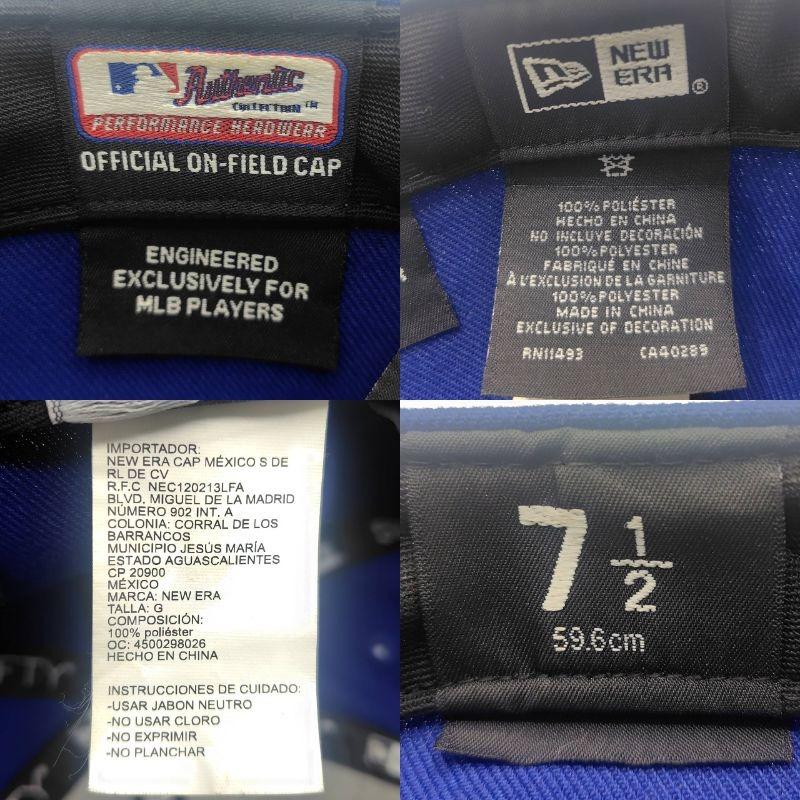 Authentic
COLLECTION™
PERFORMANCE HEADWEAR
OFFICIAL ON-FIELD CAP
ENGINEERED
EXCLUSIVELY FOR
MLB PLAYERS
NEW
ERA®
100% POLIÉSTER
HECHO EN CHINA
NO INCLUYE DECORACIÓN
100% POLYESTER
FABRIQUÉ EN CHINE
À L'EXCLUSION DE LA GARNITURE
100% POLYESTER
MADE IN CHINA
EXCLUSIVE OF DECORATION
RN11493 CA40289
IMPORTADOR:
NEW ERA CAP MÉXICO S DE
RL DE CV
R.F.C NEC120213LFA
BLVD. MIGUEL DE LA MADRID
NÚMERO 902 INT. A
COLONIA: CORRAL DE LOS
BARRANCOS
MUNICIPIO JESÚS MARÍA
ESTADO AGUASCALIENTES
CP 20900
MÉXICO
MARCA: NEW ERA
TALLA: G
COMPOSICIÓN:
100% poliéster
OC: 4500298026
HECHO EN CHINA
INSTRUCCIONES DE CUIDADO:
-USAR JABON NEUTRO
-NO USAR CLORO
-NO EXPRIMIR
-NO PLANCHAR
7 1/2
59.6cm